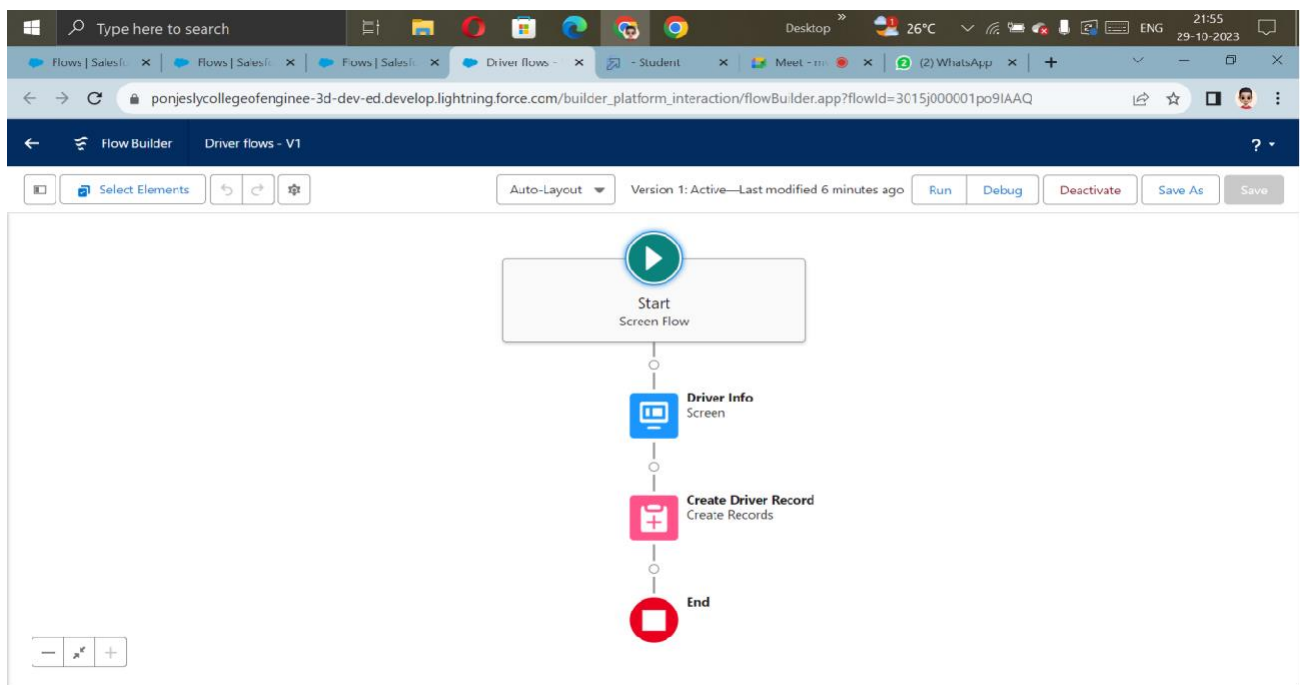 Type here to search
Desktop
»
26°C
ENG
21:55
29-10-2023
Flows | Salesfo
Flows | Salesfo
Flows | Salesfo
Driver flows -
- Student
Meet - m
(2) WhatsApp
ponjeslycollegeofenginee-3d-dev-ed.develop.lightning.force.com/builder_platform_interaction/flowBuilder.app?flowId=3015j000001po9IAAQ
Flow Builder
Driver flows - V1
?
Select Elements
Auto-Layout
Version 1: Active—Last modified 6 minutes ago
Run
Debug
Deactivate
Save As
Save
Start
Screen Flow
Driver Info
Screen
Create Driver Record
Create Records
End